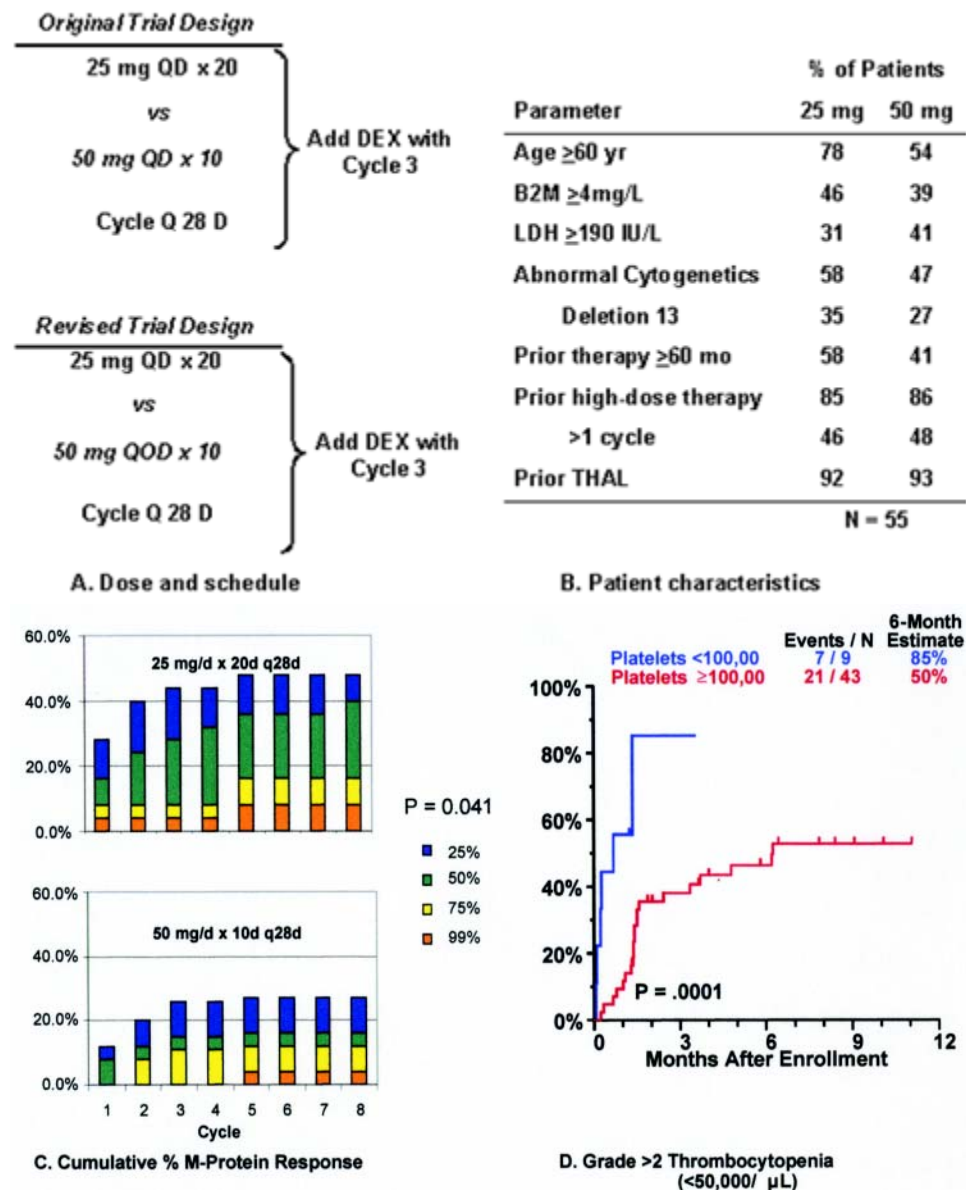 Original Trial Design
25 mg QD x 20
vs
50 mg QD x 10
Cycle Q 28 D
Add DEX with
Cycle 3
Revised Trial Design
25 mg QD x 20
vs
50 mg QOD x 10
Cycle Q 28 D
Add DEX with
Cycle 3
A. Dose and schedule
% of Patients
Parameter 25 mg 50 mg
Age ≥60 yr 78 54
B2M ≥4mg/L 46 39
LDH ≥190 IU/L 31 41
Abnormal Cytogenetics 58 47
Deletion 13 35 27
Prior therapy ≥60 mo 58 41
Prior high-dose therapy 85 86
>1 cycle 46 48
Prior THAL 92 93
N = 55
B. Patient characteristics
60.0%
40.0%
20.0%
0.0%
25 mg/d x 20d q28d
P = 0.041
25%
50%
75%
99%
60.0%
40.0%
20.0%
0.0%
50 mg/d x 10d q28d
1 2 3 4 5 6 7 8
Cycle
C. Cumulative % M-Protein Response
6-Month
Events / N Estimate
Platelets <100,00 7 / 9 85%
Platelets ≥100,00 21 / 43 50%
100%
80%
60%
40%
20%
0%
P = .0001
0 3 6 9 12
Months After Enrollment
D. Grade >2 Thrombocytopenia
(<50,000/ µL)